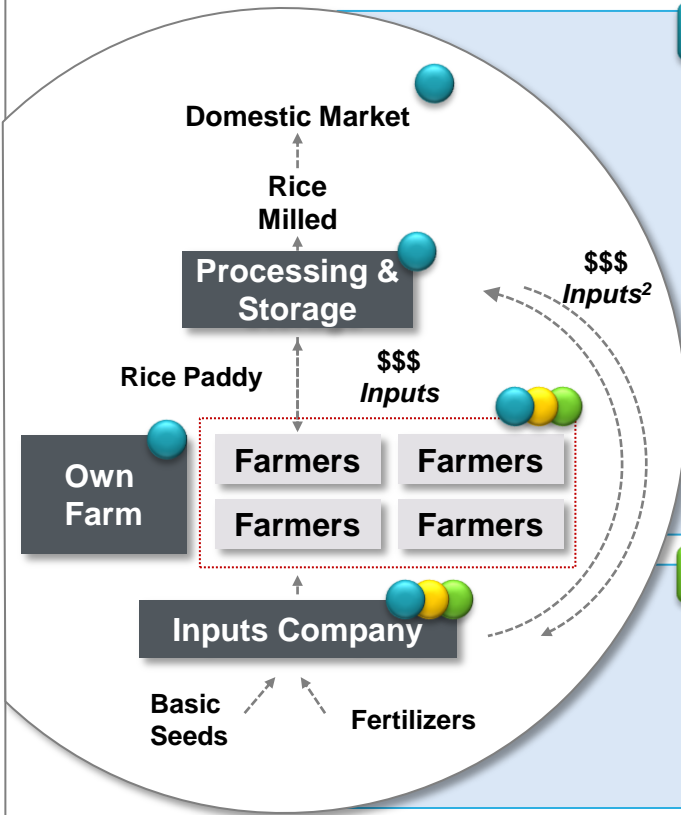 Domestic Market
Rice
Milled
Processing &
Storage
$$$
Inputs²
Rice Paddy
$$$
Inputs
Own
Farm
Farmers
Farmers
Farmers
Farmers
Inputs Company
Basic
Seeds
Fertilizers